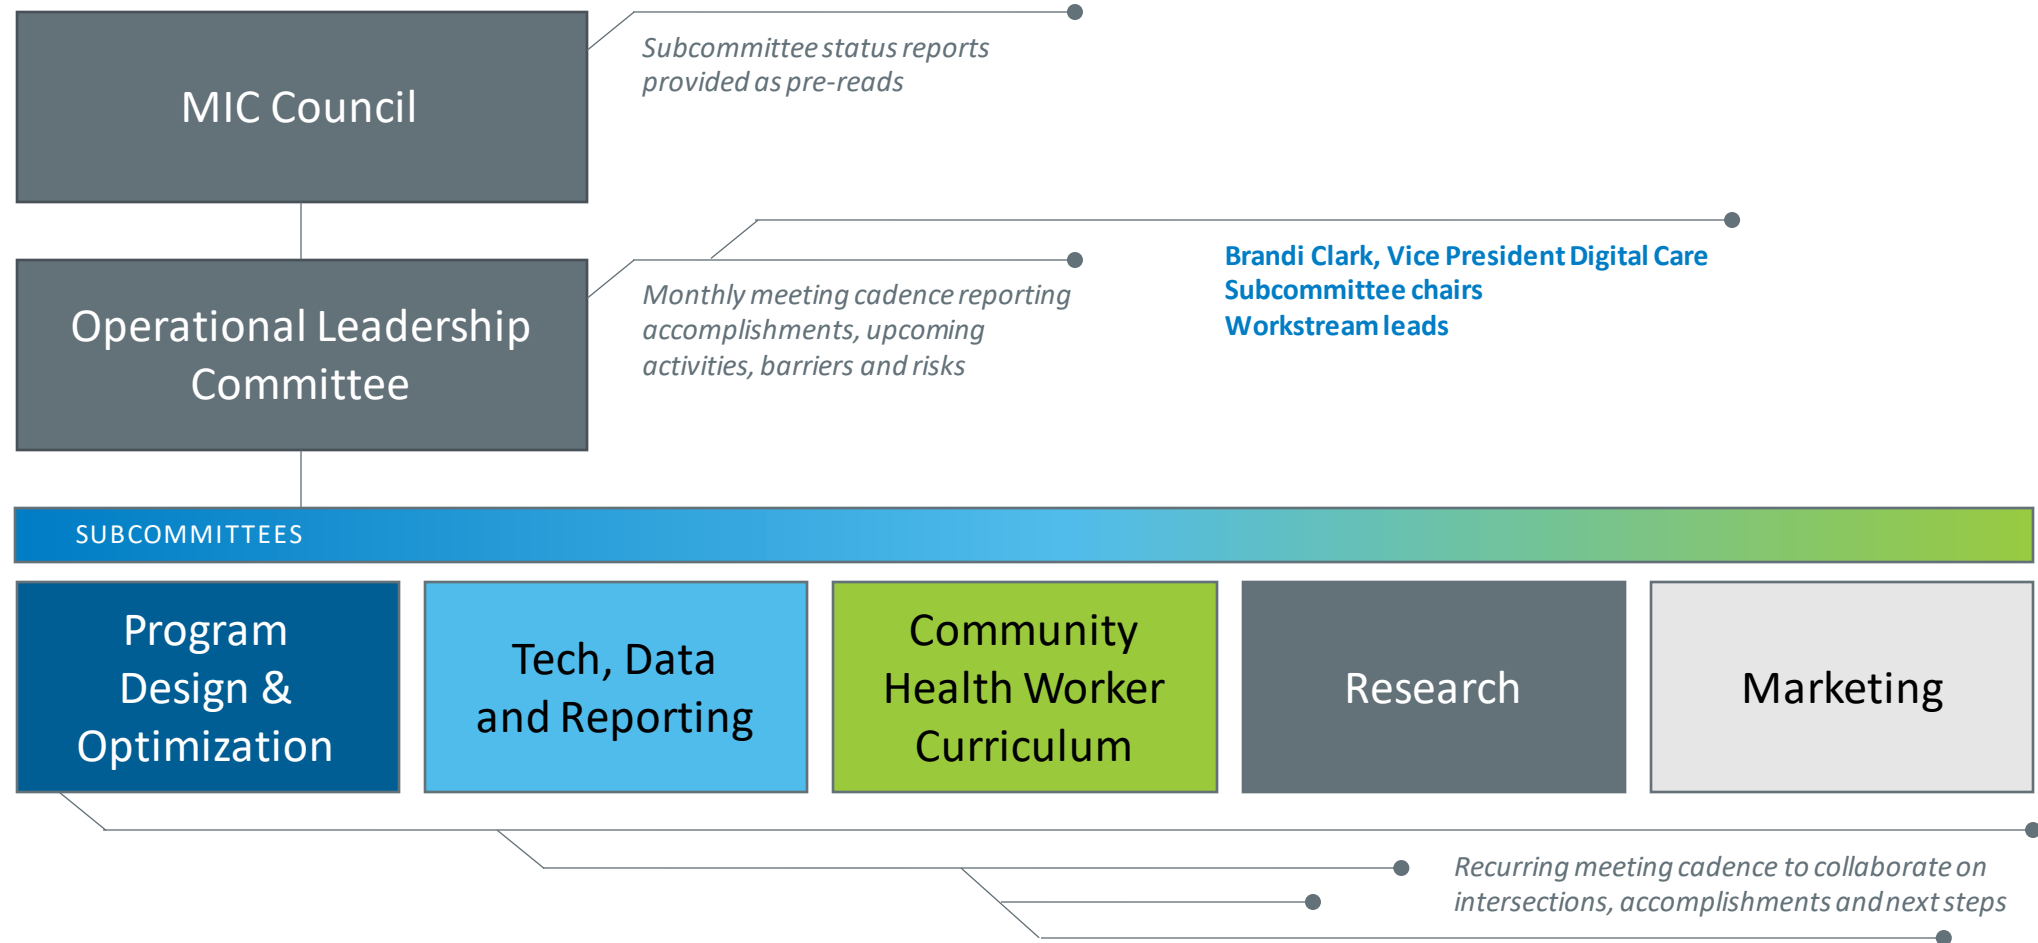 MIC Council
Subcommittee status reports
provided as pre-reads
Operational Leadership
Committee
Monthly meeting cadence reporting
accomplishments, upcoming
activities, barriers and risks
Brandi Clark, Vice President Digital Care
Subcommittee chairs
Workstream leads
SUBCOMMITTEES
Program
Design &
Optimization
Tech, Data
and Reporting
Community
Health Worker
Curriculum
Research
Marketing
Recurring meeting cadence to collaborate on
intersections, accomplishments and next steps